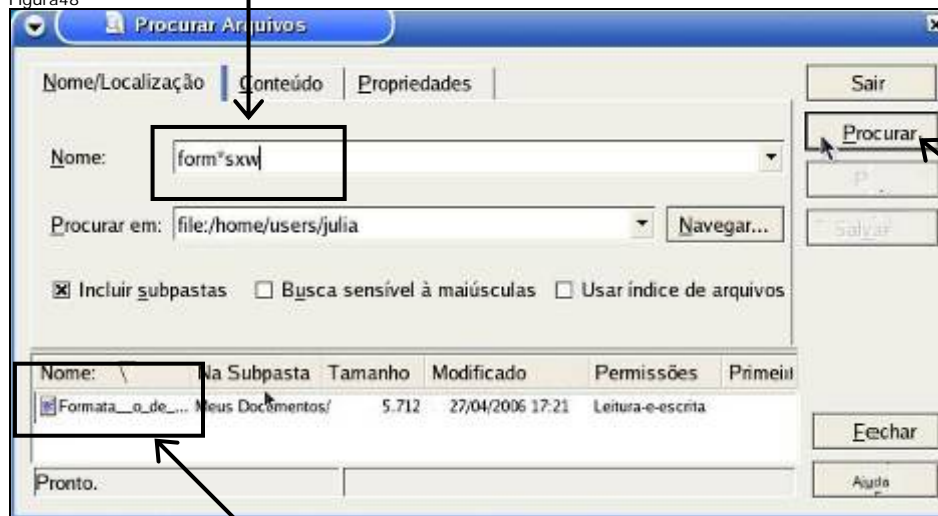 Figura48
Procurar Arquivos
Nome/Localização Conteúdo Propriedades
Sair
Nome: form*sxw
Procurar
Procurar em: file:/home/users/julia Navegar...
Salvar
Incluir subpastas Busca sensível à maiúsculas Usar índice de arquivos
Nome: Na Subpasta Tamanho Modificado Permissões Primeir
Formata__o_de_... Meus Documentos/ 5.712 27/04/2006 17:21 Leitura-e-escrita
Fechar
Pronto.
Ajuda